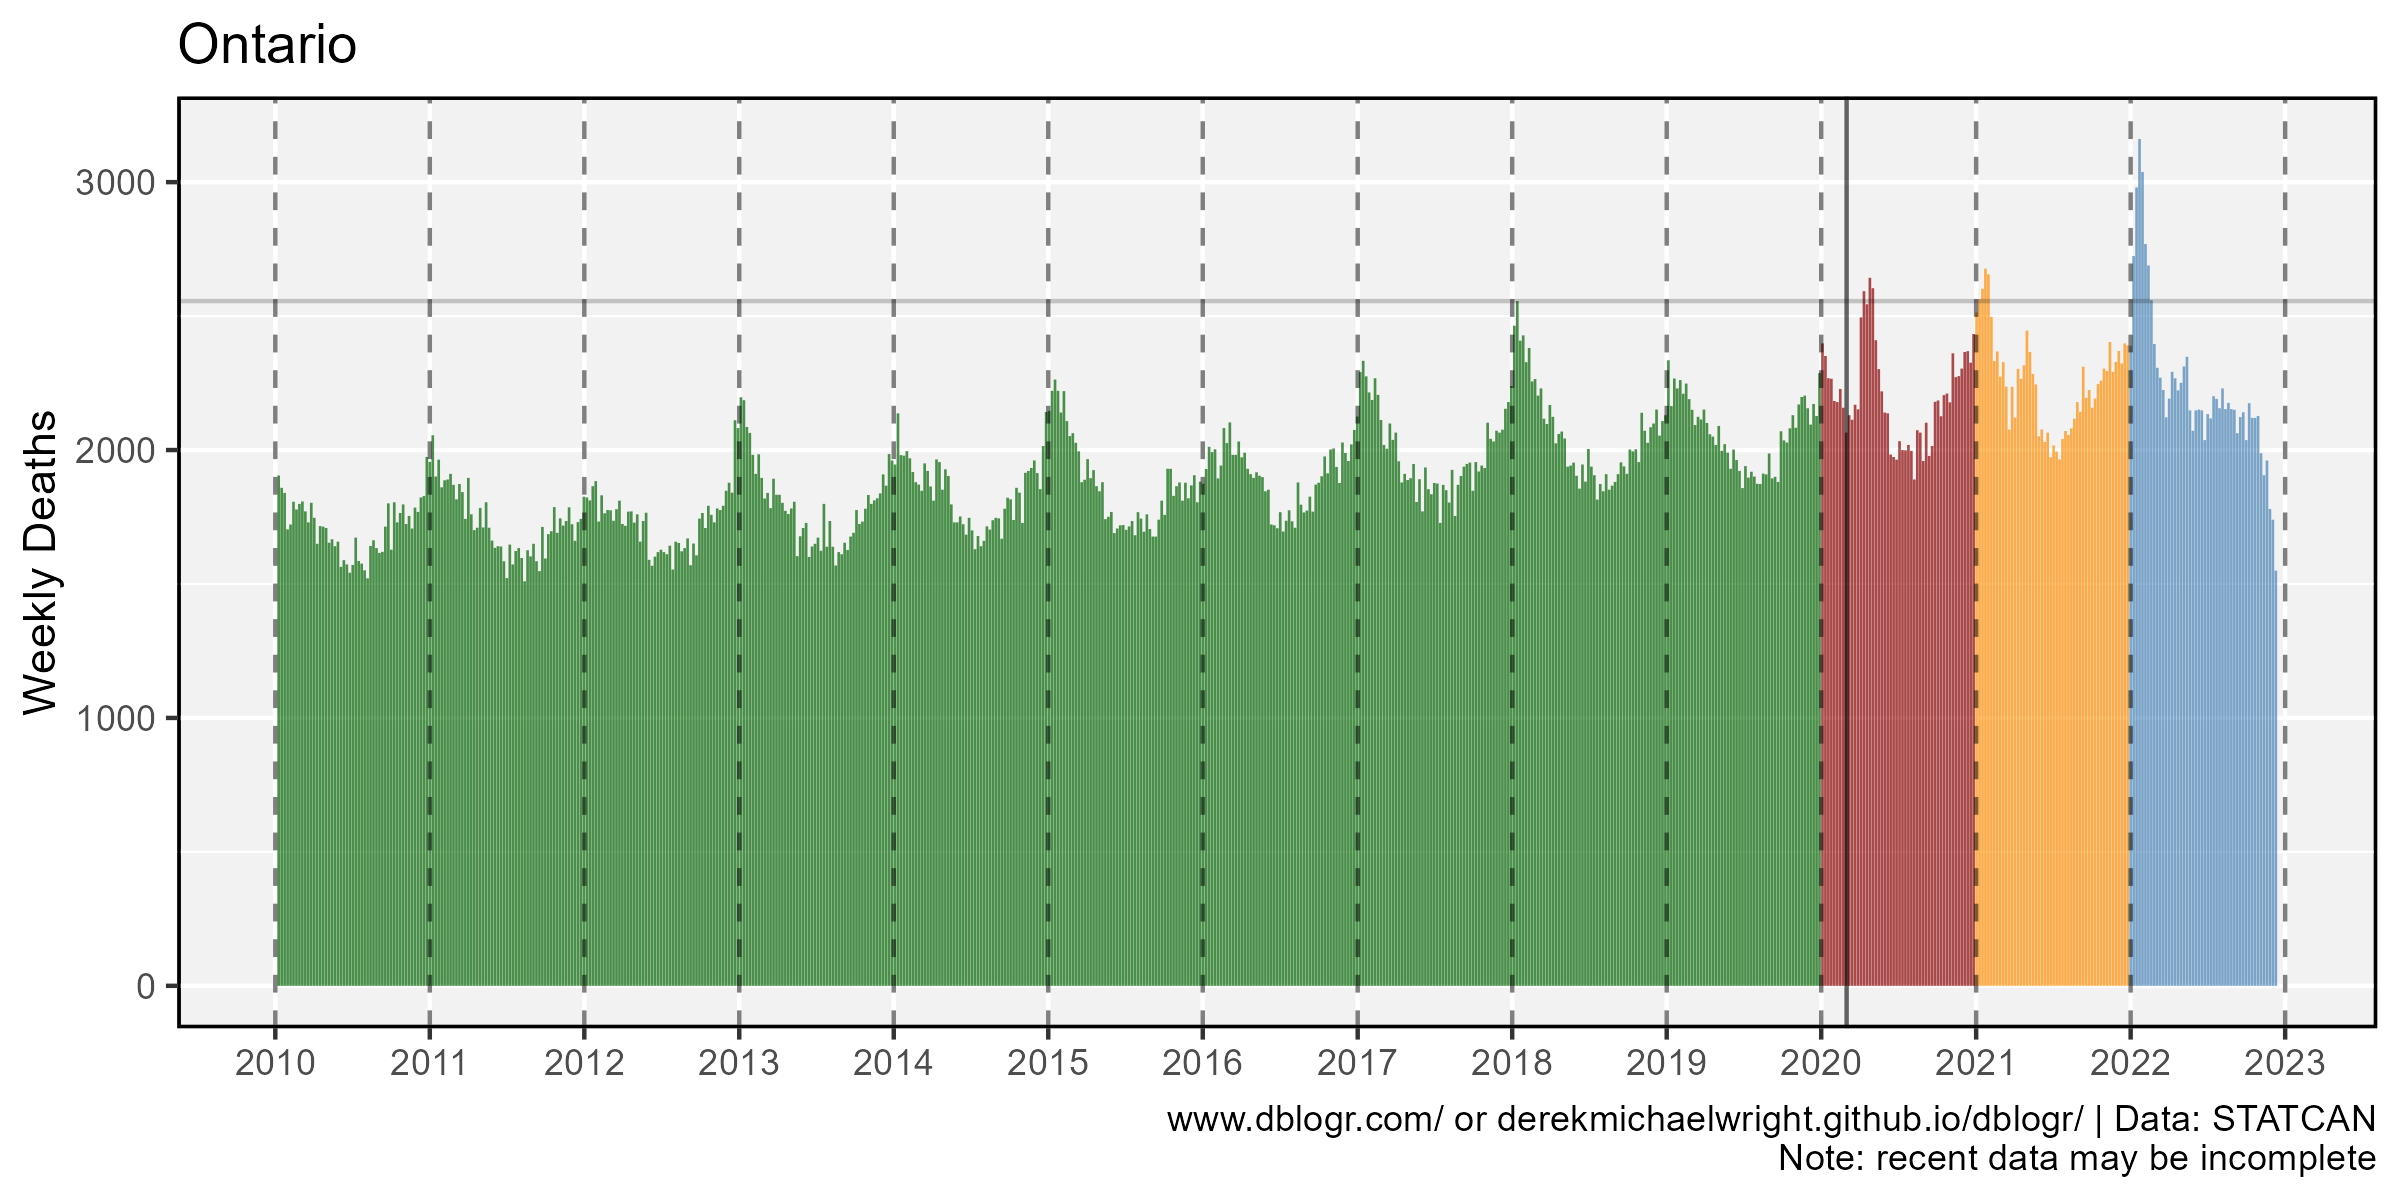 Ontario
Weekly Deaths
3000
2000
1000
0
2010 2011 2012 2013 2014 2015 2016 2017 2018 2019 2020 2021 2022 2023
www.dblogr.com/ or derekmichaelwright.github.io/dblogr/ | Data: STATCAN
Note: recent data may be incomplete